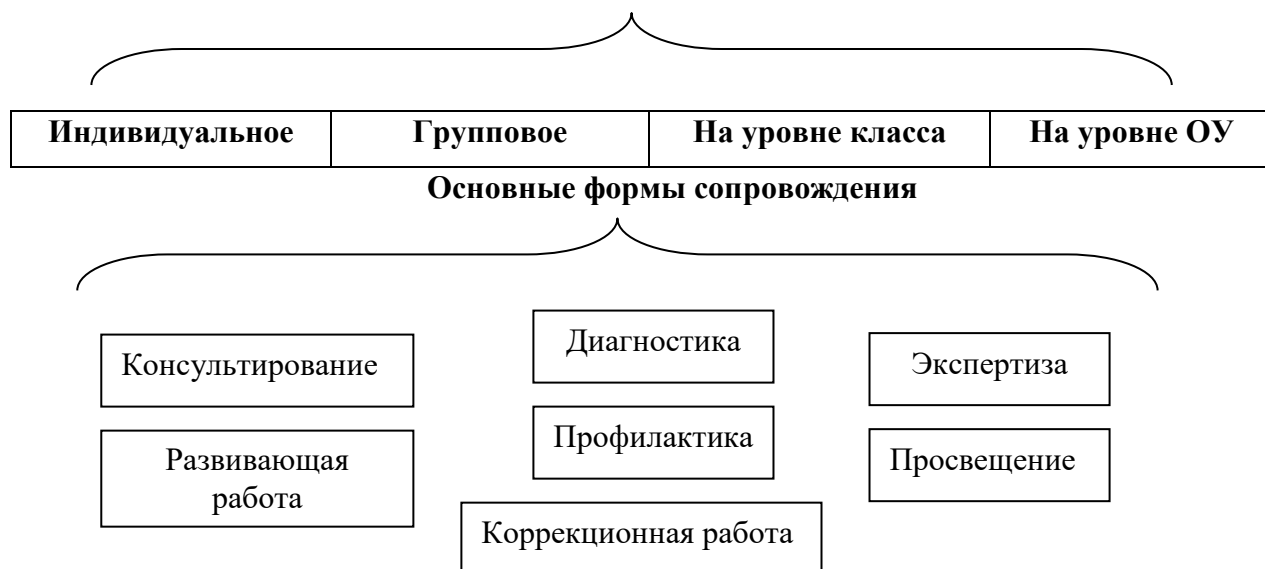 Индивидуальное Групповое На уровне класса На уровне ОУ
Основные формы сопровождения
Консультирование
Диагностика
Экспертиза
Развивающая
работа
Профилактика
Просвещение
Коррекционная работа